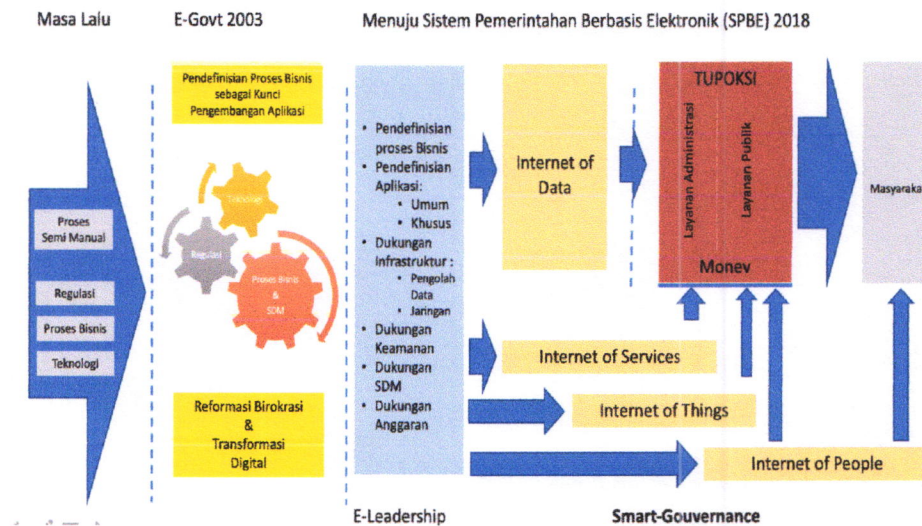 Masa Lalu
E-Govt 2003
Menuju Sistem Pemerintahan Berbasis Elektronik (SPBE) 2018
Proses
Semi Manual
Regulasi
Proses Bisnis
Teknologi
Pendefinisian Proses Bisnis
sebagai Kunci
Pengembangan Aplikasi
Teknologi
Regulasi
Proses Bisnis
&
SDM
Reformasi Birokrasi
&
Transformasi
Digital
• Pendefinisian
proses Bisnis
• Pendefinisian
Aplikasi:
• Umum
• Khusus
• Dukungan
Infrastruktur :
• Pengolah
Data
• Jaringan
• Dukungan
Keamanan
• Dukungan
SDM
• Dukungan
Anggaran
Internet of
Data
TUPOKSI
Layanan Administrasi
Layanan Publik
Monev
Masyaraka
Internet of Services
Internet of Things
Internet of People
E-Leadership
Smart-Gouvernance